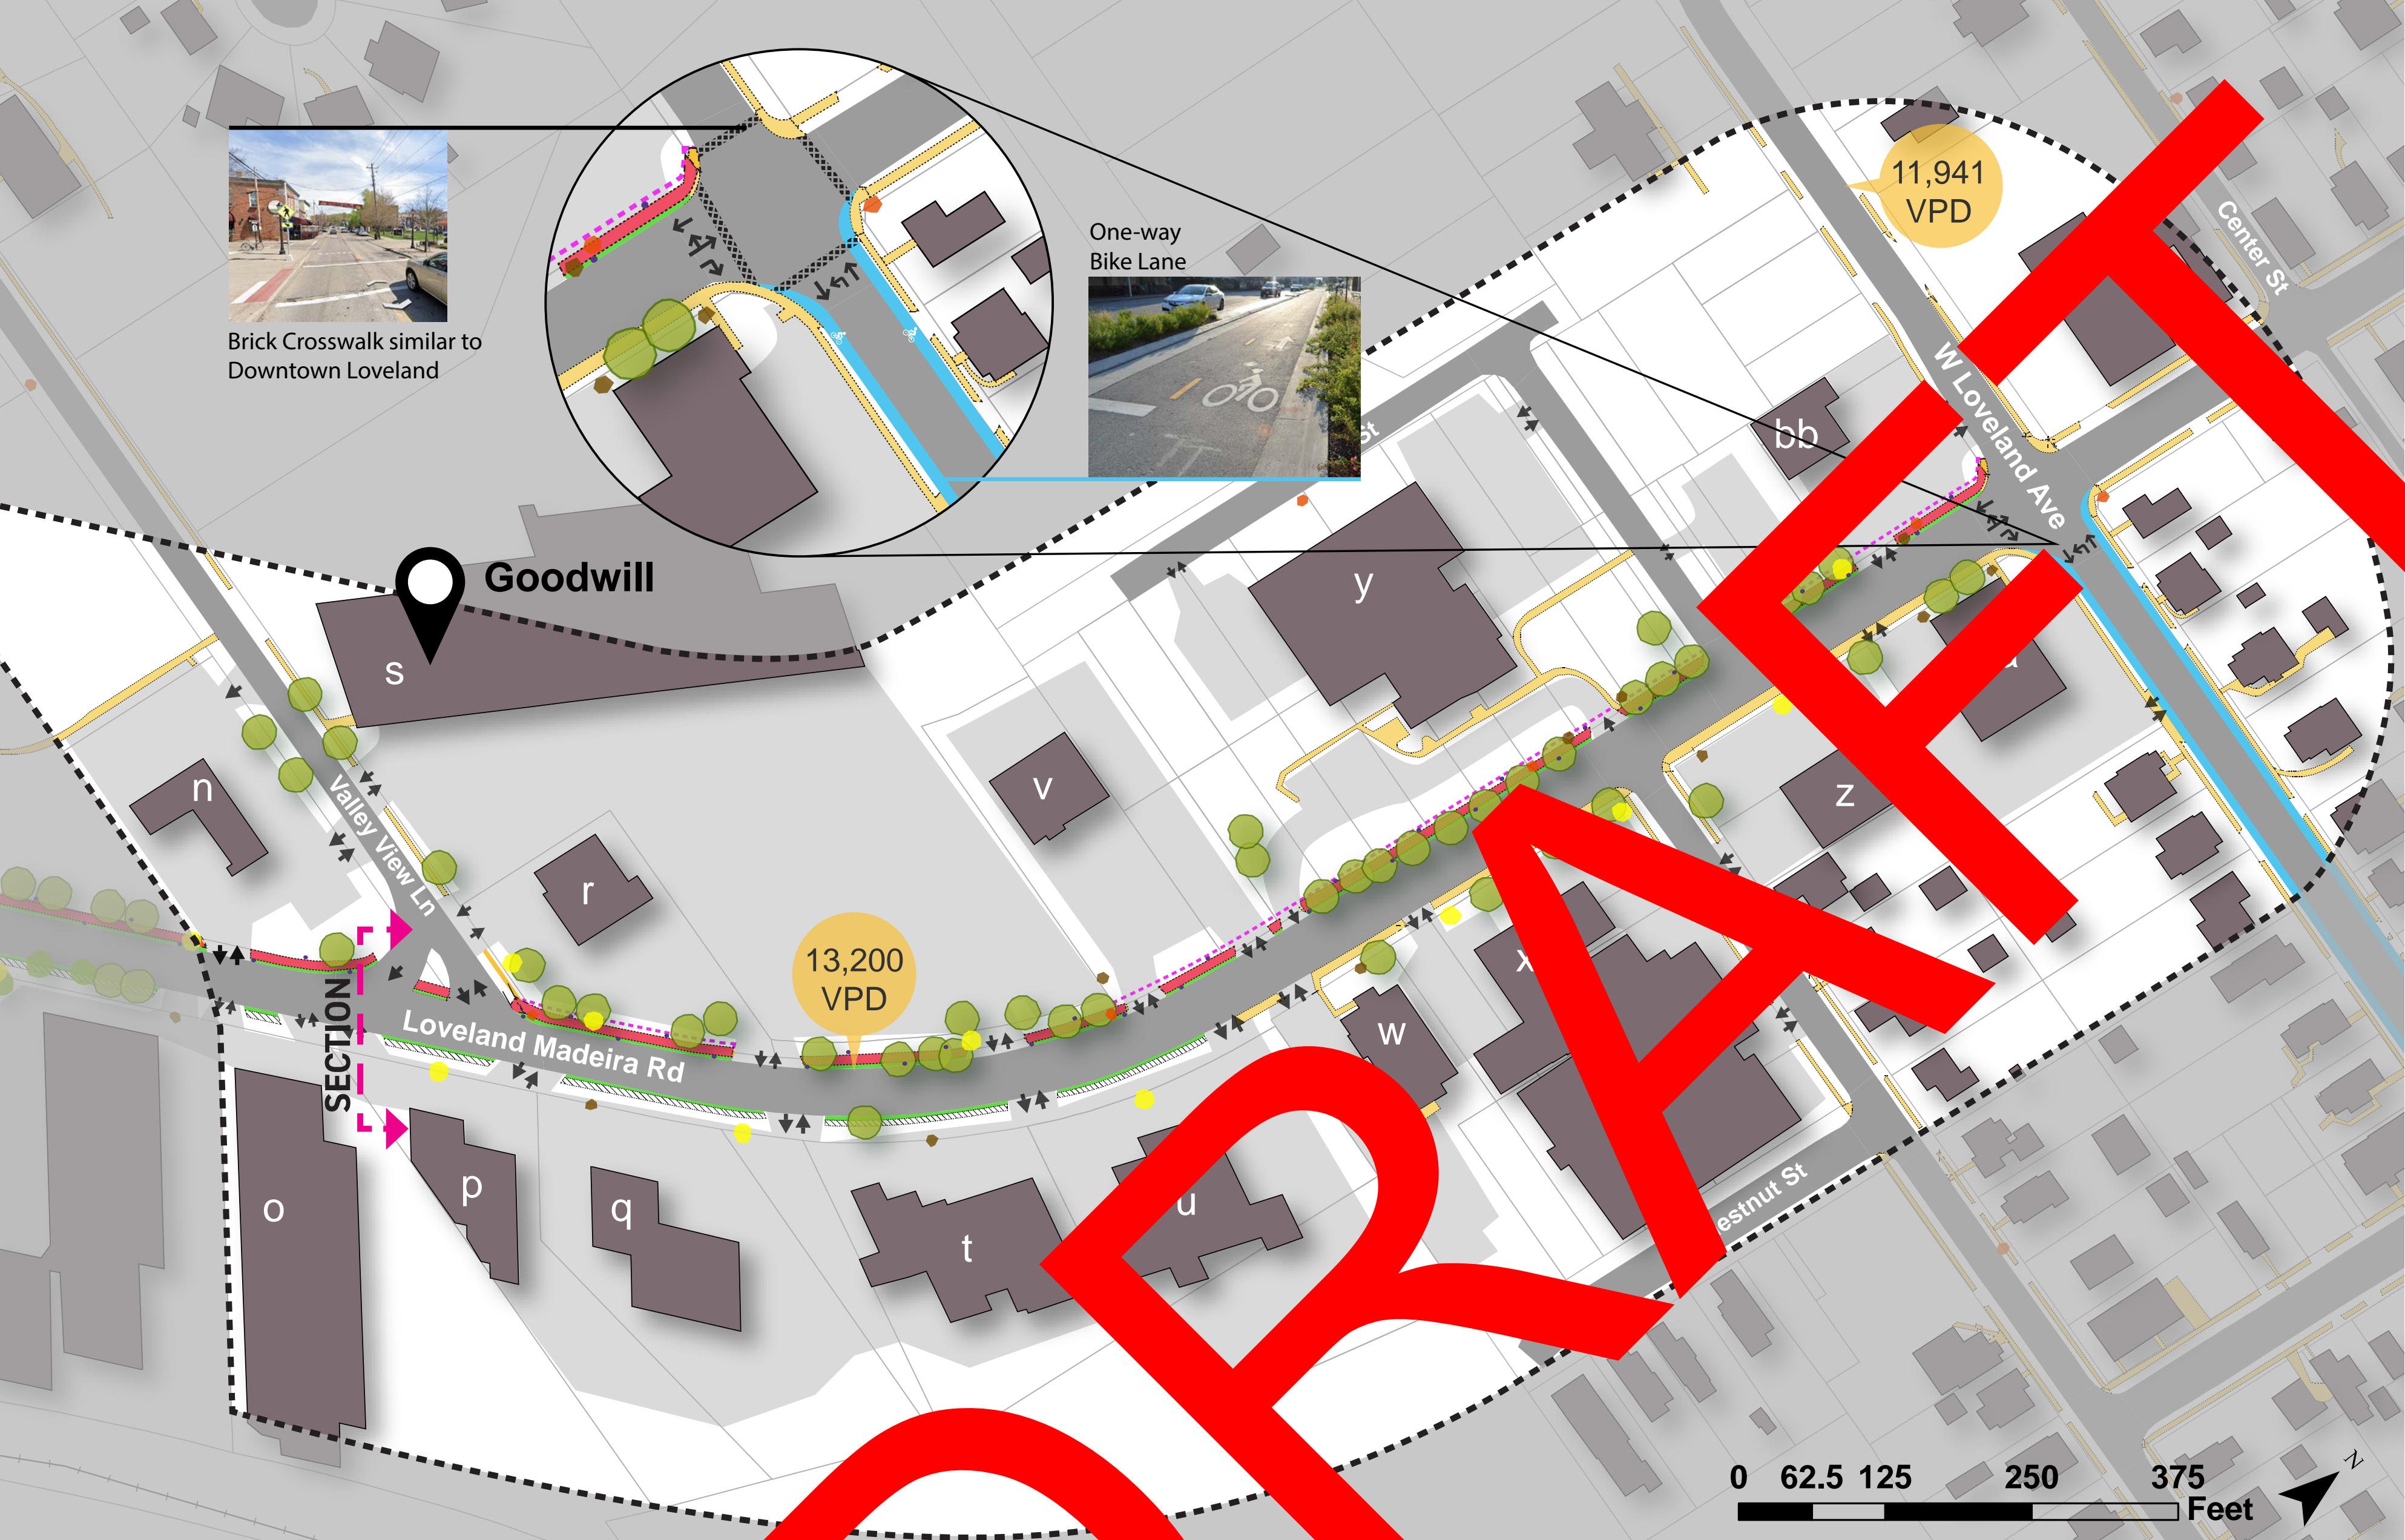 11,941
VPD
Center St
One-way
Bike Lane
Brick Crosswalk similar to
Downtown Loveland
W Loveland Ave
St
bb
Goodwill
s
y
n
v
z
r
Valley View Ln
13,200
VPD
x
SECTION
Loveland Madeira Rd
w
p
o
q
u
t
estnut St
DRAFT
N
0 62.5 125 250 375
Feet